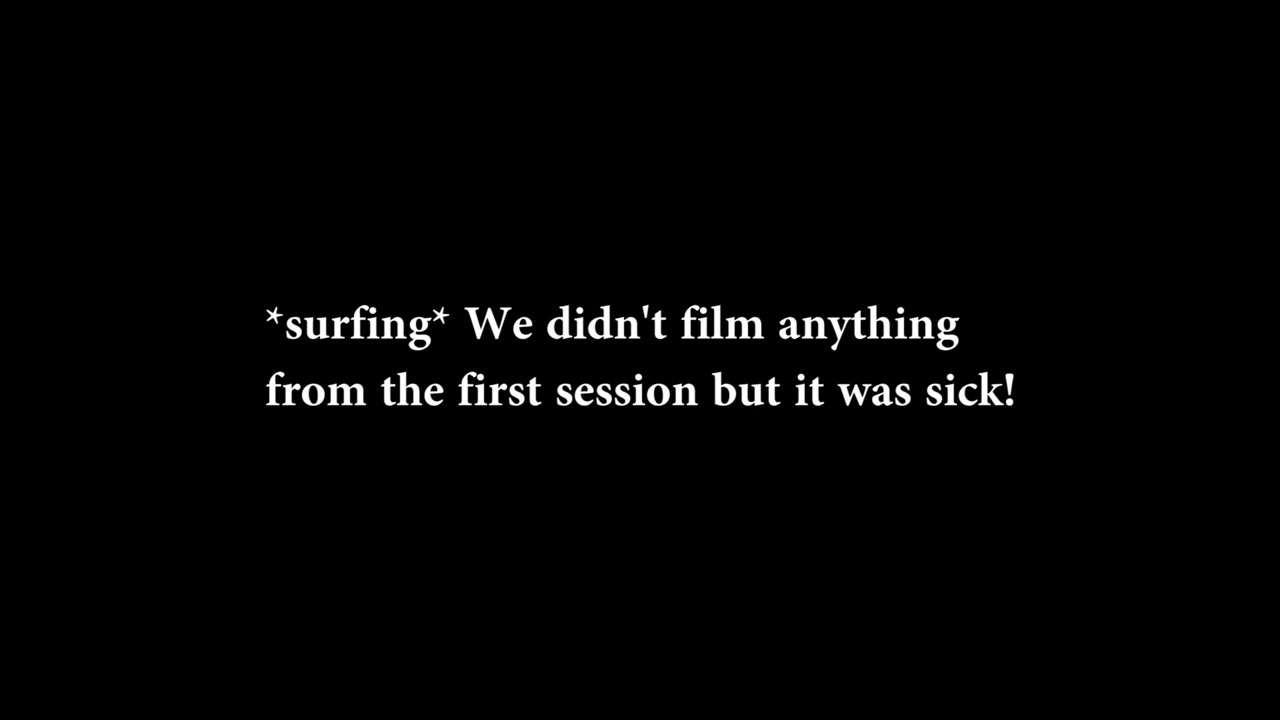 *surfing* We didn't film anything
from the first session but it was sick!